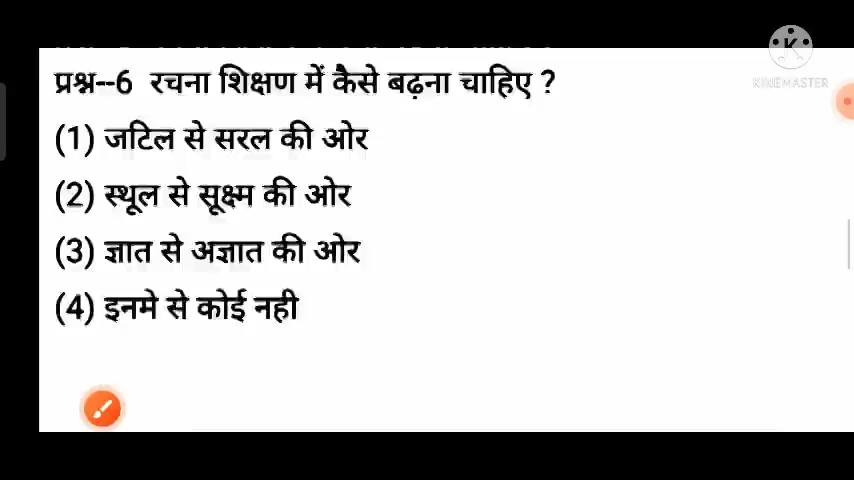 प्रश्न--6 रचना शिक्षण में कैसे बढ़ना चाहिए ?
(1) जटिल से सरल की ओर
(2) स्थूल से सूक्ष्म की ओर
(3) ज्ञात से अज्ञात की ओर
(4) इनमे से कोई नही
K
KINEMASTER